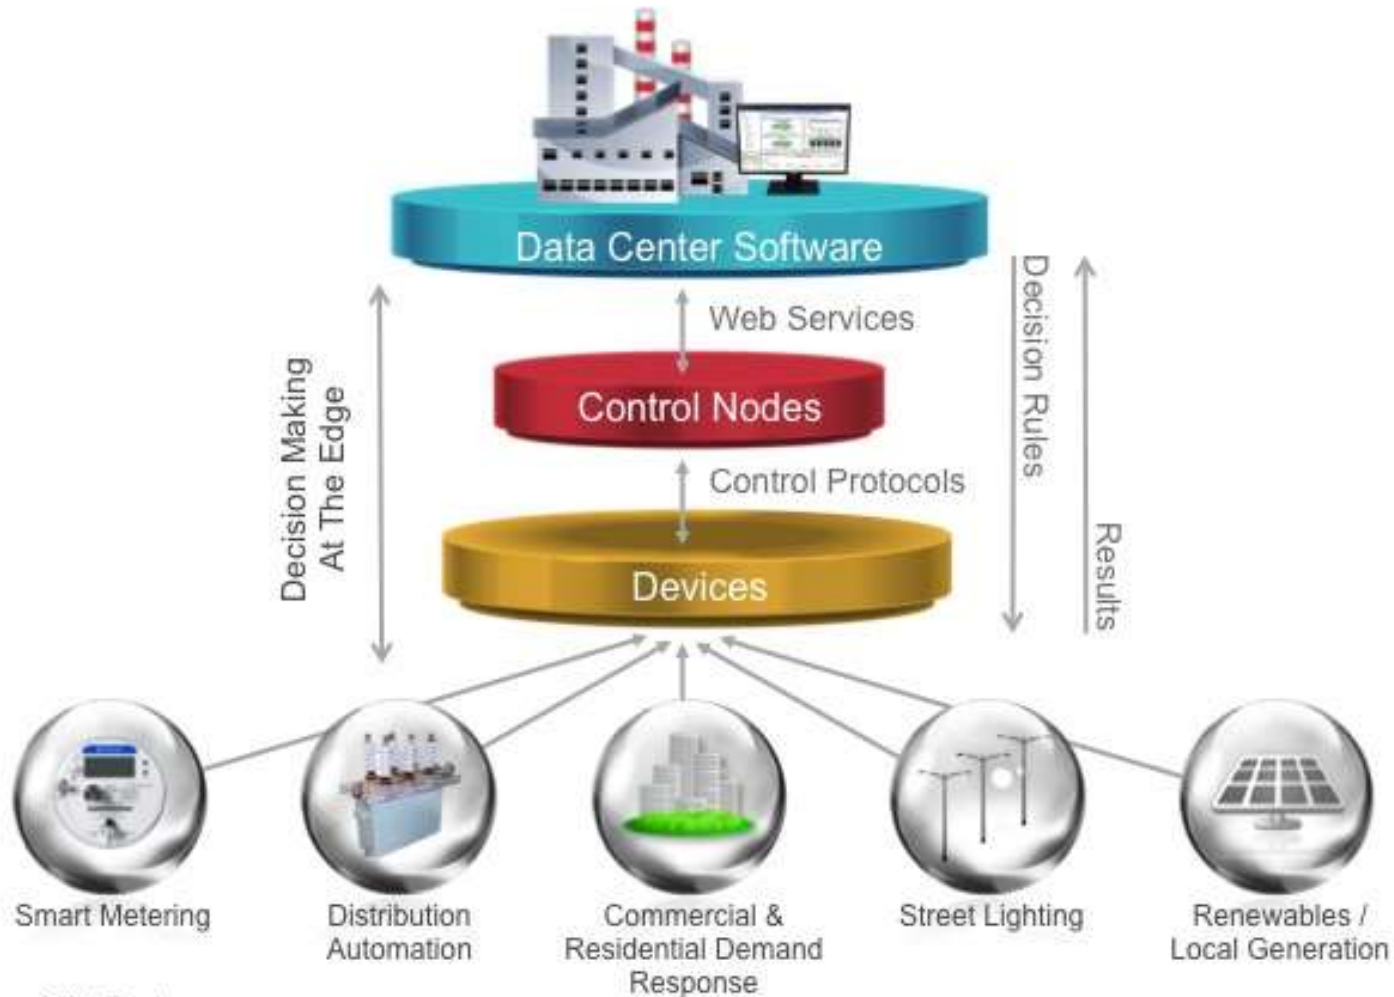 Data Center Software
Web Services
Control Nodes
Control Protocols
Devices
Decision Making
At The Edge
Decision Rules
Results
Smart Metering
Distribution
Automation
Commercial &
Residential Demand
Response
Street Lighting
Renewables /
Local Generation